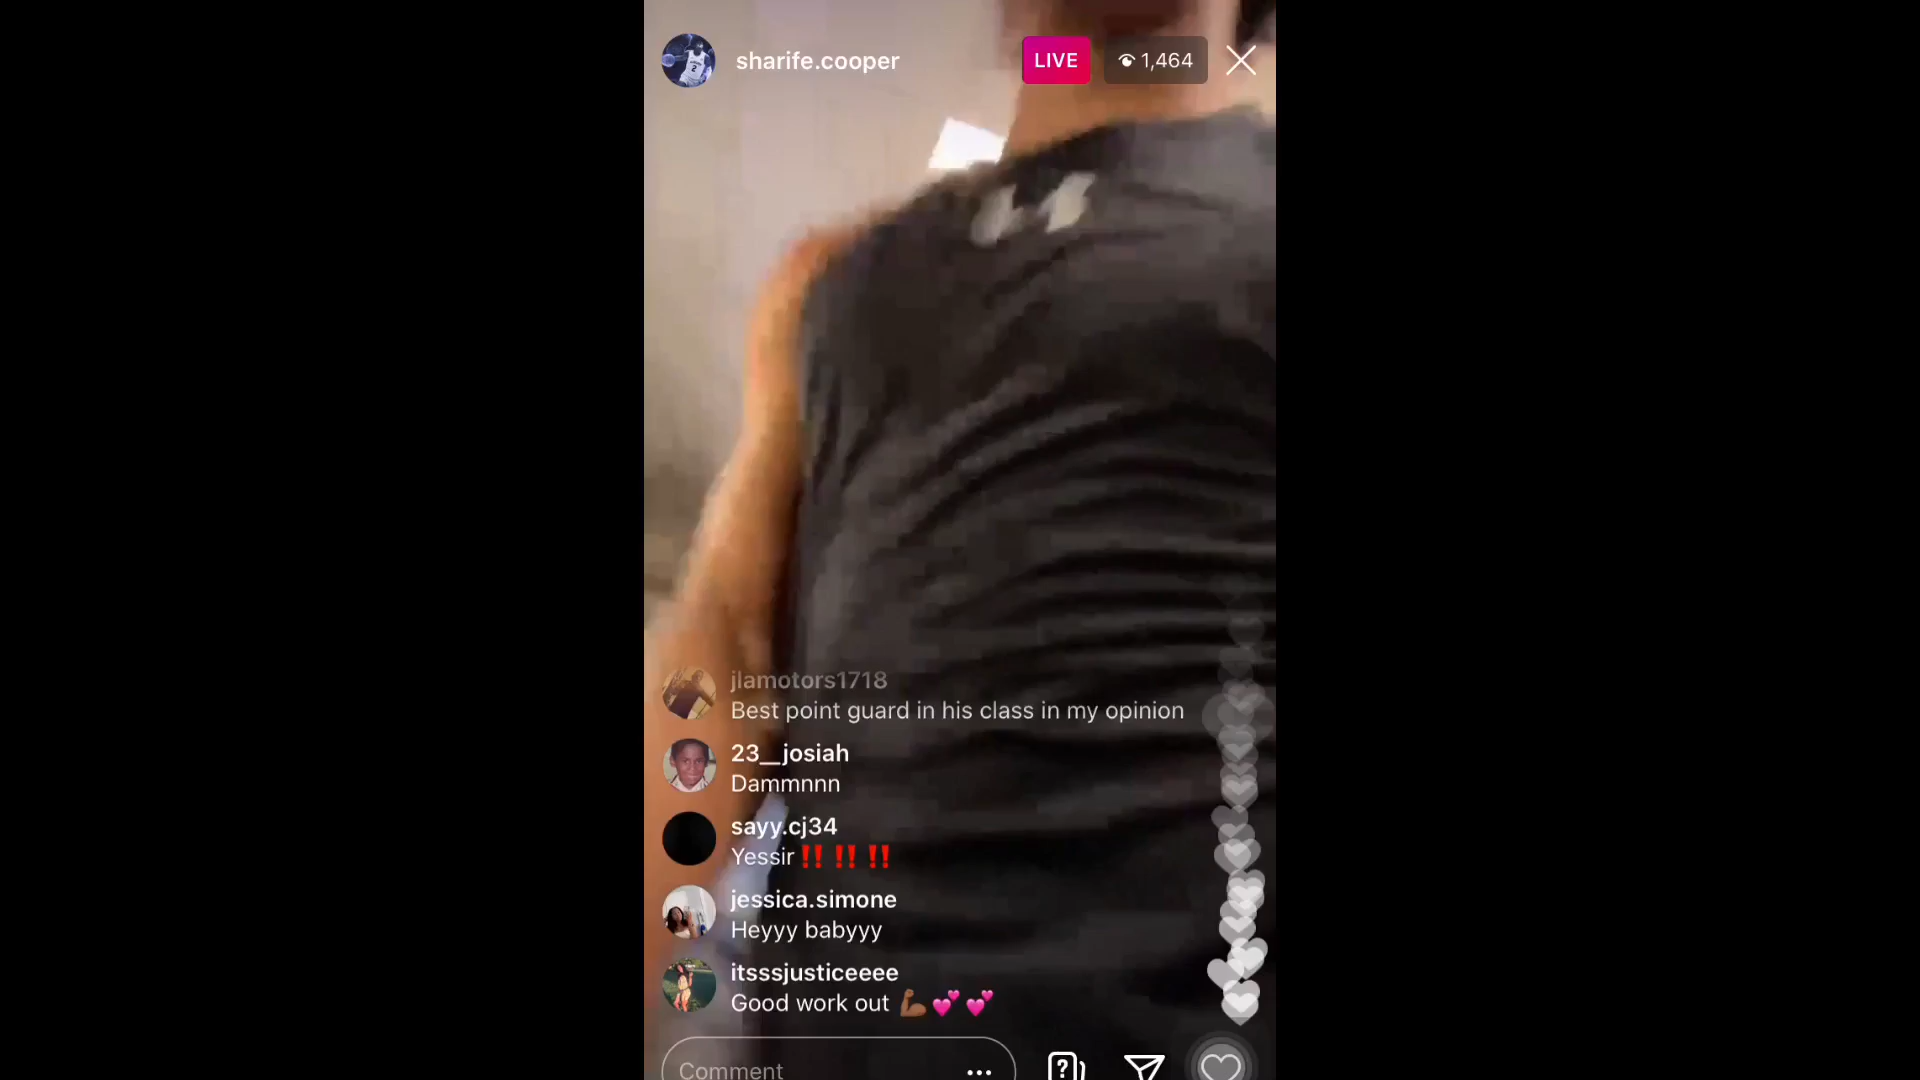 sharife.cooper
LIVE
1,464
jlamotors1718
Best point guard in his class in my opinion
23__josiah
Dammnnn
sayy.cj34
Yessir‼️ ‼️ ‼️
jessica.simone
Heyyy babyyy
itsssjusticeeee
Good work out 💪🏾💕 💕
Comment